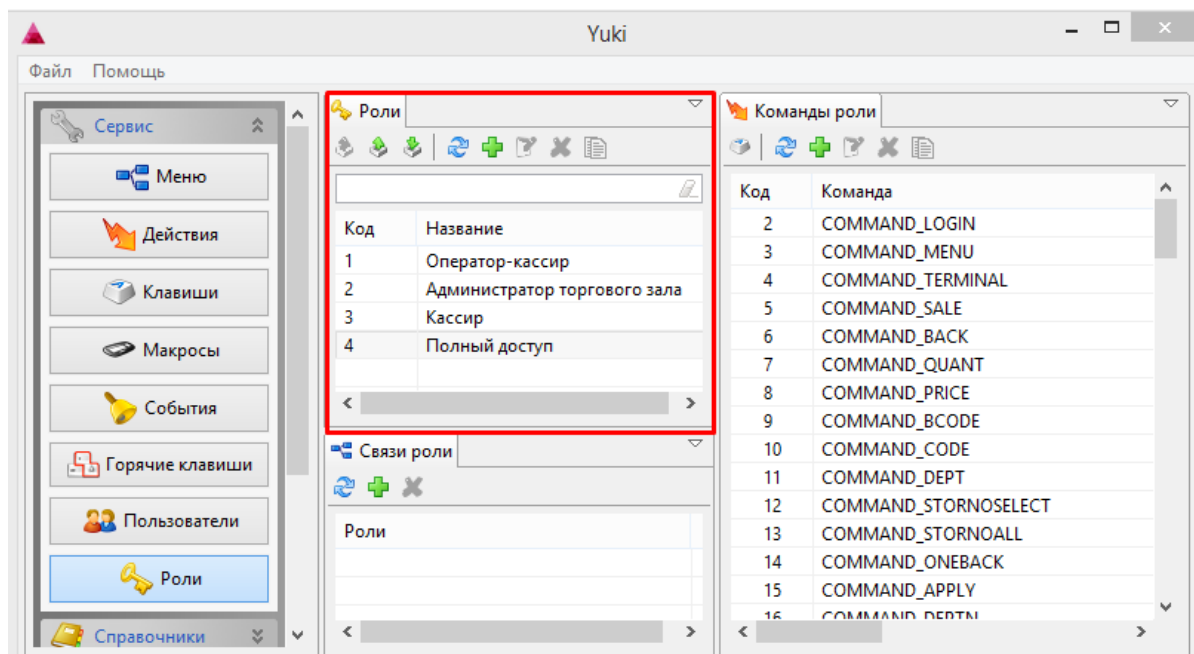 Yuki
Файл Помощь
Сервис
Меню
Действия
Клавиши
Макросы
События
Горячие клавиши
Пользователи
Роли
Справочники
Роли
Код Название
1 Оператор-кассир
2 Администратор торгового зала
3 Кассир
4 Полный доступ
Связи роли
Роли
Команды роли
Код Команда
2 COMMAND_LOGIN
3 COMMAND_MENU
4 COMMAND_TERMINAL
5 COMMAND_SALE
6 COMMAND_BACK
7 COMMAND_QUANT
8 COMMAND_PRICE
9 COMMAND_BCODE
10 COMMAND_CODE
11 COMMAND_DEPT
12 COMMAND_STORNOSELECT
13 COMMAND_STORNOALL
14 COMMAND_ONEBACK
15 COMMAND_APPLY
16 COMMAND_DEPTN